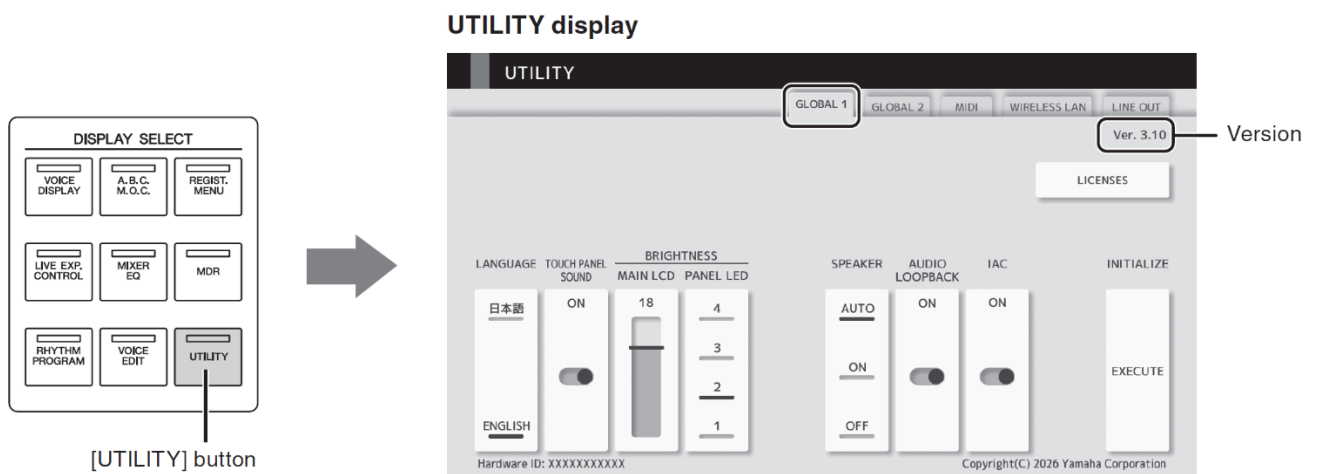 UTILITY display
UTILITY
GLOBAL 1 GLOBAL 2 MIDI WIRELESS LAN LINE OUT
Ver. 3.10
Version
LICENSES
DISPLAY SELECT
VOICE DISPLAY
A.B.C. M.O.C.
REGIST. MENU
LIVE EXP. CONTROL
MIXER EQ
MDR
RHYTHM PROGRAM
VOICE EDIT
UTILITY
[UTILITY] button
LANGUAGE
日本語
ENGLISH
TOUCH PANEL SOUND
ON
BRIGHTNESS
MAIN LCD
18
PANEL LED
4
3
2
1
SPEAKER
AUTO
ON
OFF
AUDIO LOOPBACK
ON
IAC
ON
INITIALIZE
EXECUTE
Hardware ID: XXXXXXXXXXX
Copyright(C) 2026 Yamaha Corporation